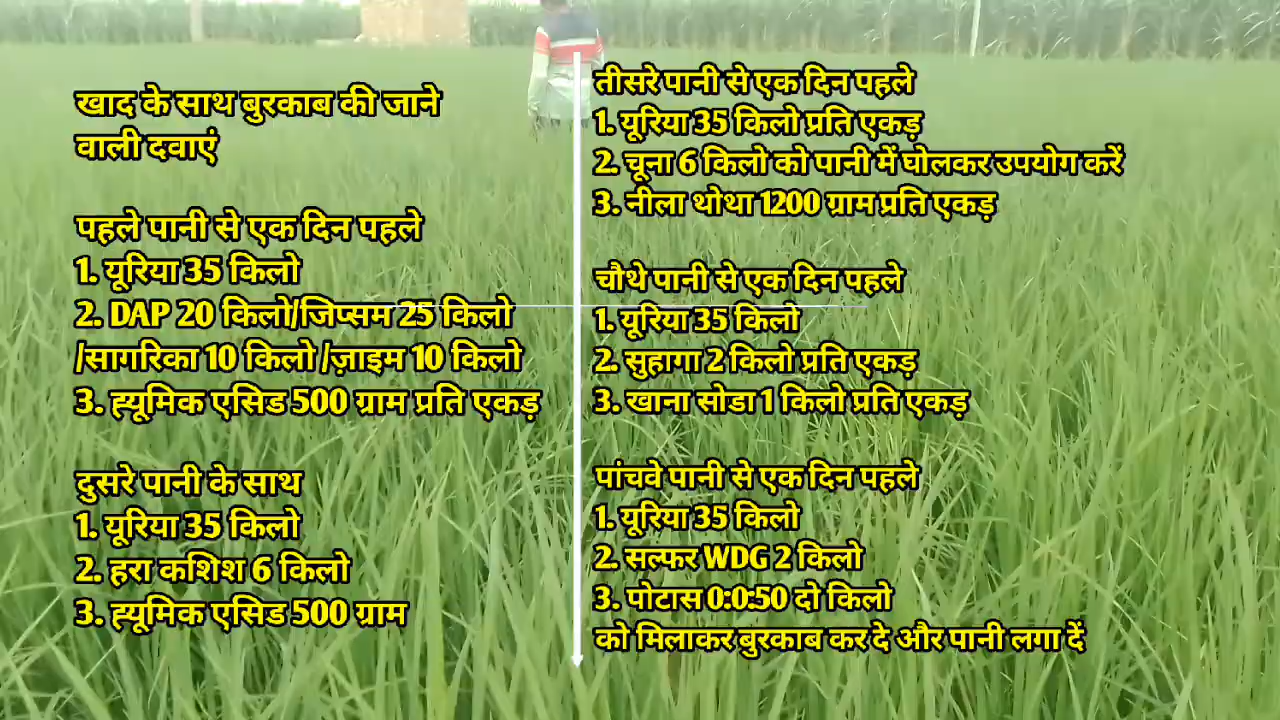 खाद के साथ बुरकाब की जाने
वाली दवाएं
पहले पानी से एक दिन पहले
1. यूरिया 35 किलो
2. DAP 20 किलो/जिप्सम 25 किलो
/सागरिका 10 किलो /ज़ाइम 10 किलो
3. ह्यूमिक एसिड 500 ग्राम प्रति एकड़
दुसरे पानी के साथ
1. यूरिया 35 किलो
2. हरा कशिश 6 किलो
3. ह्यूमिक एसिड 500 ग्राम
तीसरे पानी से एक दिन पहले
1. यूरिया 35 किलो प्रति एकड़
2. चूना 6 किलो को पानी में घोलकर उपयोग करें
3. नीला थोथा 1200 ग्राम प्रति एकड़
चौथे पानी से एक दिन पहले
1. यूरिया 35 किलो
2. सुहागा 2 किलो प्रति एकड़
3. खाना सोडा 1 किलो प्रति एकड़
पांचवे पानी से एक दिन पहले
1. यूरिया 35 किलो
2. सल्फर WDG 2 किलो
3. पोटास 0:0:50 दो किलो
को मिलाकर बुरकाब कर दे और पानी लगा दें